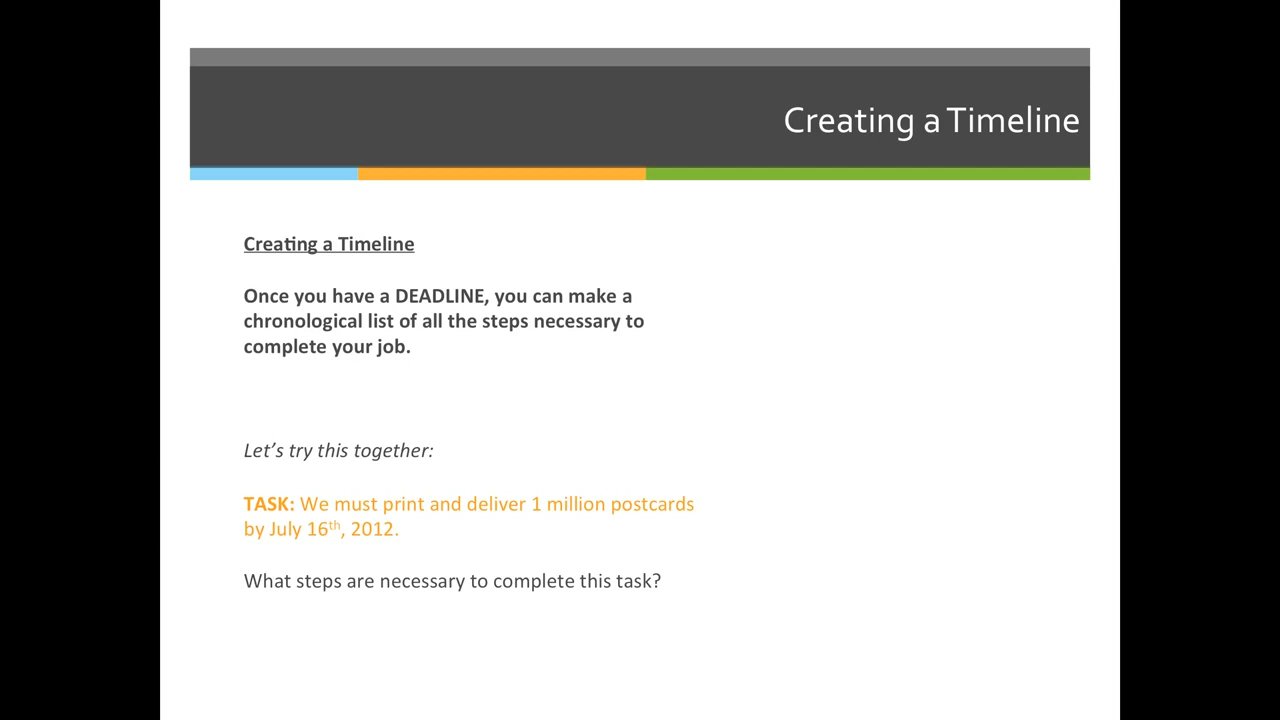 Creating a Timeline
Creating a Timeline
Once you have a DEADLINE, you can make a
chronological list of all the steps necessary to
complete your job.
Let’s try this together:
TASK: We must print and deliver 1 million postcards
by July 16th, 2012.
What steps are necessary to complete this task?